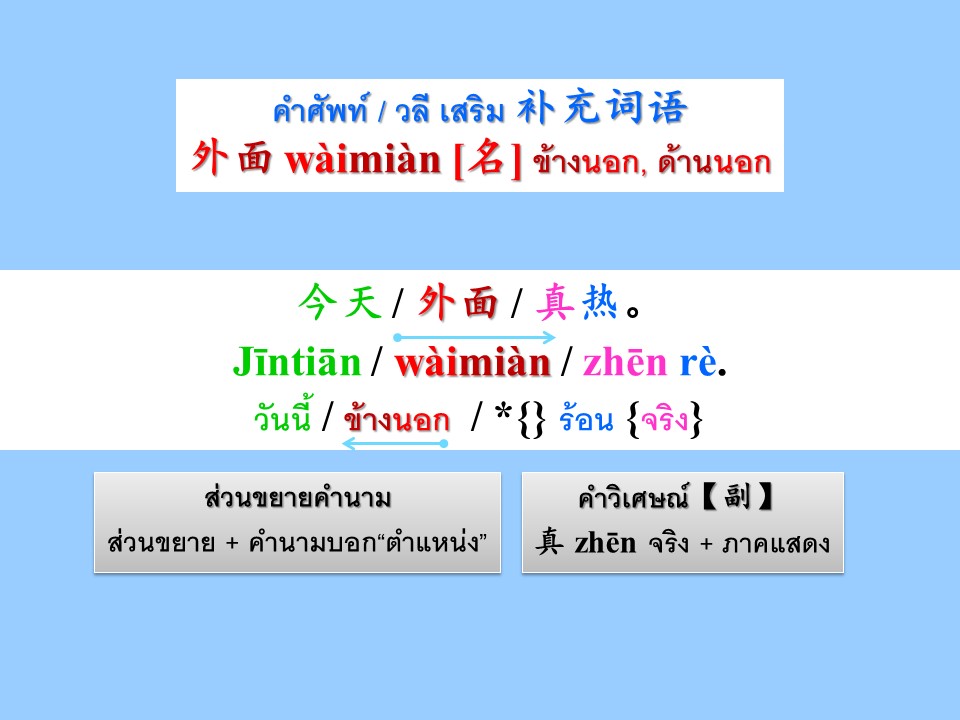 คำศัพท์ / วลี เสริม 补充词语
外面 wàimiàn [名] ข้างนอก, ด้านนอก
今天 / 外面 / 真热。
Jīntiān / wàimiàn / zhēn rè.
วันนี้ / ข้างนอก / *{} ร้อน {จริง}
ส่วนขยายคำนาม
ส่วนขยาย + คำนามบอก“ตำแหน่ง”
คำวิเศษณ์【副】
真 zhēn จริง + ภาคแสดง